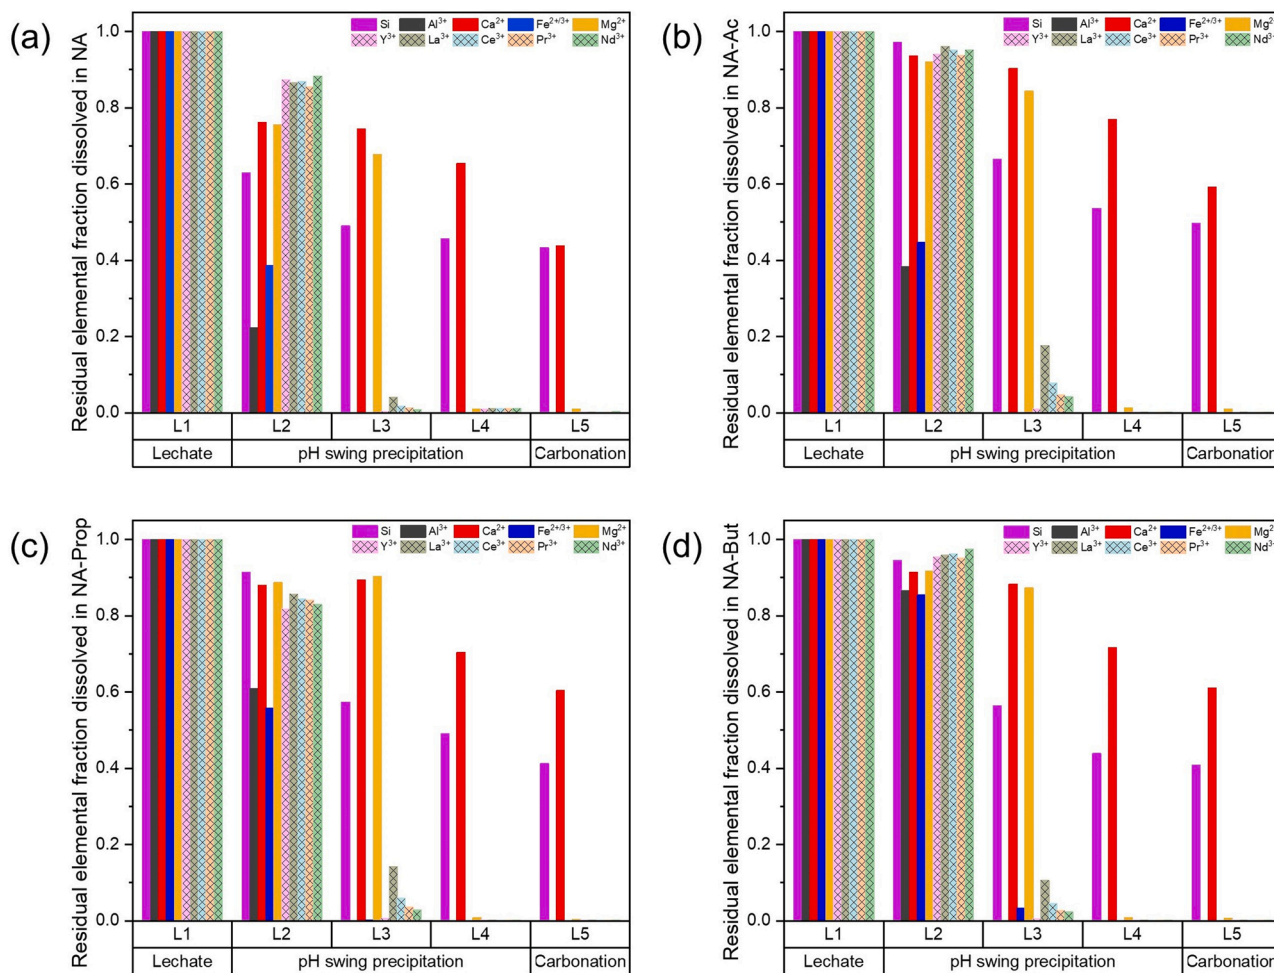 (a)
Residual elemental fraction dissolved in NA
Si Al³⁺ Ca²⁺ Fe²⁺/³⁺ Mg²⁺
Y³⁺ La³⁺ Ce³⁺ Pr³⁺ Nd³⁺
1.0
0.8
0.6
0.4
0.2
0.0
L1 L2 L3 L4 L5
Lechate pH swing precipitation Carbonation
(b)
Residual elemental fraction dissolved in NA-Ac
Si Al³⁺ Ca²⁺ Fe²⁺/³⁺ Mg²⁺
Y³⁺ La³⁺ Ce³⁺ Pr³⁺ Nd³⁺
1.0
0.8
0.6
0.4
0.2
0.0
L1 L2 L3 L4 L5
Lechate pH swing precipitation Carbonation
(c)
Residual elemental fraction dissolved in NA-Prop
Si Al³⁺ Ca²⁺ Fe²⁺/³⁺ Mg²⁺
Y³⁺ La³⁺ Ce³⁺ Pr³⁺ Nd³⁺
1.0
0.8
0.6
0.4
0.2
0.0
L1 L2 L3 L4 L5
Lechate pH swing precipitation Carbonation
(d)
Residual elemental fraction dissolved in NA-But
Si Al³⁺ Ca²⁺ Fe²⁺/³⁺ Mg²⁺
Y³⁺ La³⁺ Ce³⁺ Pr³⁺ Nd³⁺
1.0
0.8
0.6
0.4
0.2
0.0
L1 L2 L3 L4 L5
Lechate pH swing precipitation Carbonation